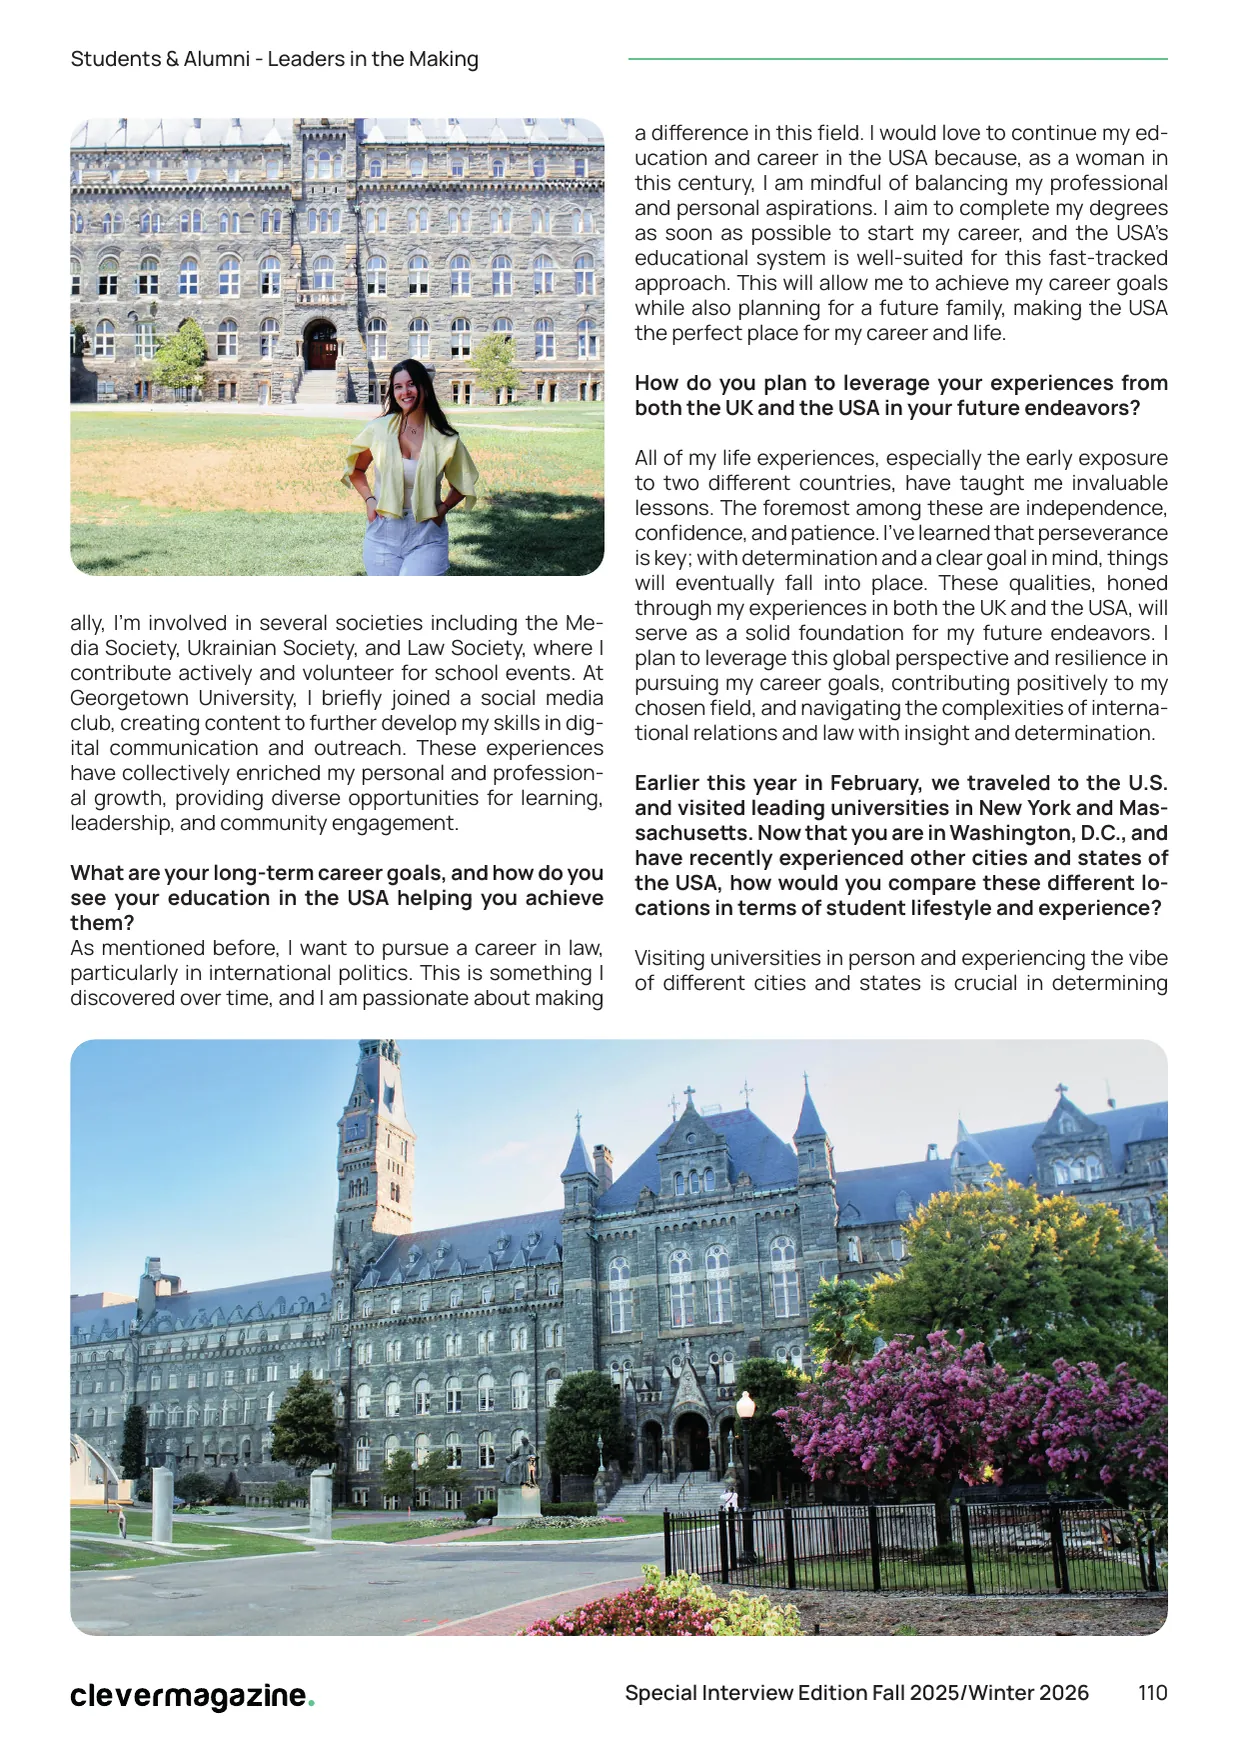 Students & Alumni - Leaders in the Making
ally, I'm involved in several societies including the Me-
dia Society, Ukrainian Society, and Law Society, where I
contribute actively and volunteer for school events. At
Georgetown University, I briefly joined a social media
club, creating content to further develop my skills in dig-
ital communication and outreach. These experiences
have collectively enriched my personal and profession-
al growth, providing diverse opportunities for learning,
leadership, and community engagement.
What are your long-term career goals, and how do you
see your education in the USA helping you achieve
them?
As mentioned before, I want to pursue a career in law,
particularly in international politics. This is something I
discovered over time, and I am passionate about making
a difference in this field. I would love to continue my ed-
ucation and career in the USA because, as a woman in
this century, I am mindful of balancing my professional
and personal aspirations. I aim to complete my degrees
as soon as possible to start my career, and the USA's
educational system is well-suited for this fast-tracked
approach. This will allow me to achieve my career goals
while also planning for a future family, making the USA
the perfect place for my career and life.
How do you plan to leverage your experiences from
both the UK and the USA in your future endeavors?
All of my life experiences, especially the early exposure
to two different countries, have taught me invaluable
lessons. The foremost among these are independence,
confidence, and patience. I've learned that perseverance
is key; with determination and a clear goal in mind, things
will eventually fall into place. These qualities, honed
through my experiences in both the UK and the USA, will
serve as a solid foundation for my future endeavors. I
plan to leverage this global perspective and resilience in
pursuing my career goals, contributing positively to my
chosen field, and navigating the complexities of interna-
tional relations and law with insight and determination.
Earlier this year in February, we traveled to the U.S.
and visited leading universities in New York and Mas-
sachusetts. Now that you are in Washington, D.C., and
have recently experienced other cities and states of
the USA, how would you compare these different lo-
cations in terms of student lifestyle and experience?
Visiting universities in person and experiencing the vibe
of different cities and states is crucial in determining
clevermagazine.
Special Interview Edition Fall 2025/Winter 2026
110